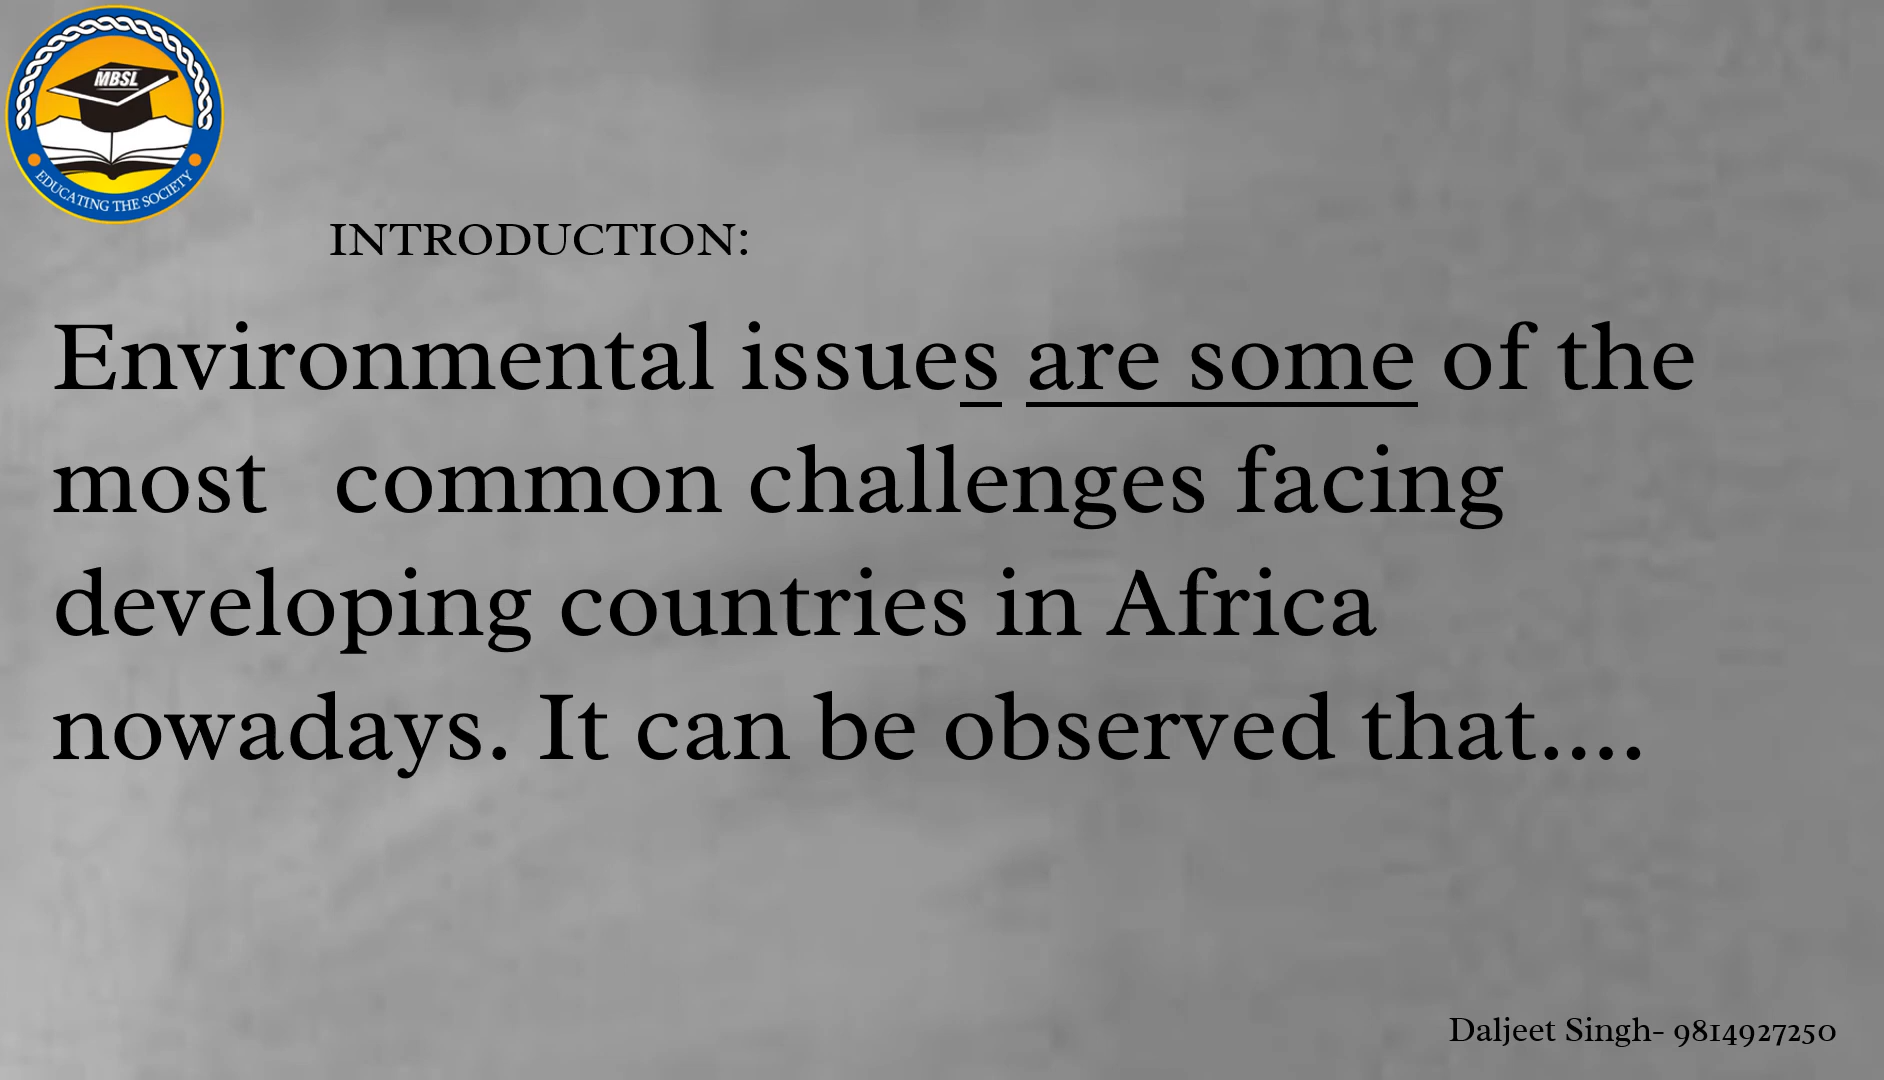 MBSL
EDUCATING THE SOCIETY
INTRODUCTION:
Environmental issues are some of the
most common challenges facing
developing countries in Africa
nowadays. It can be observed that....
Daljeet Singh- 9814927250